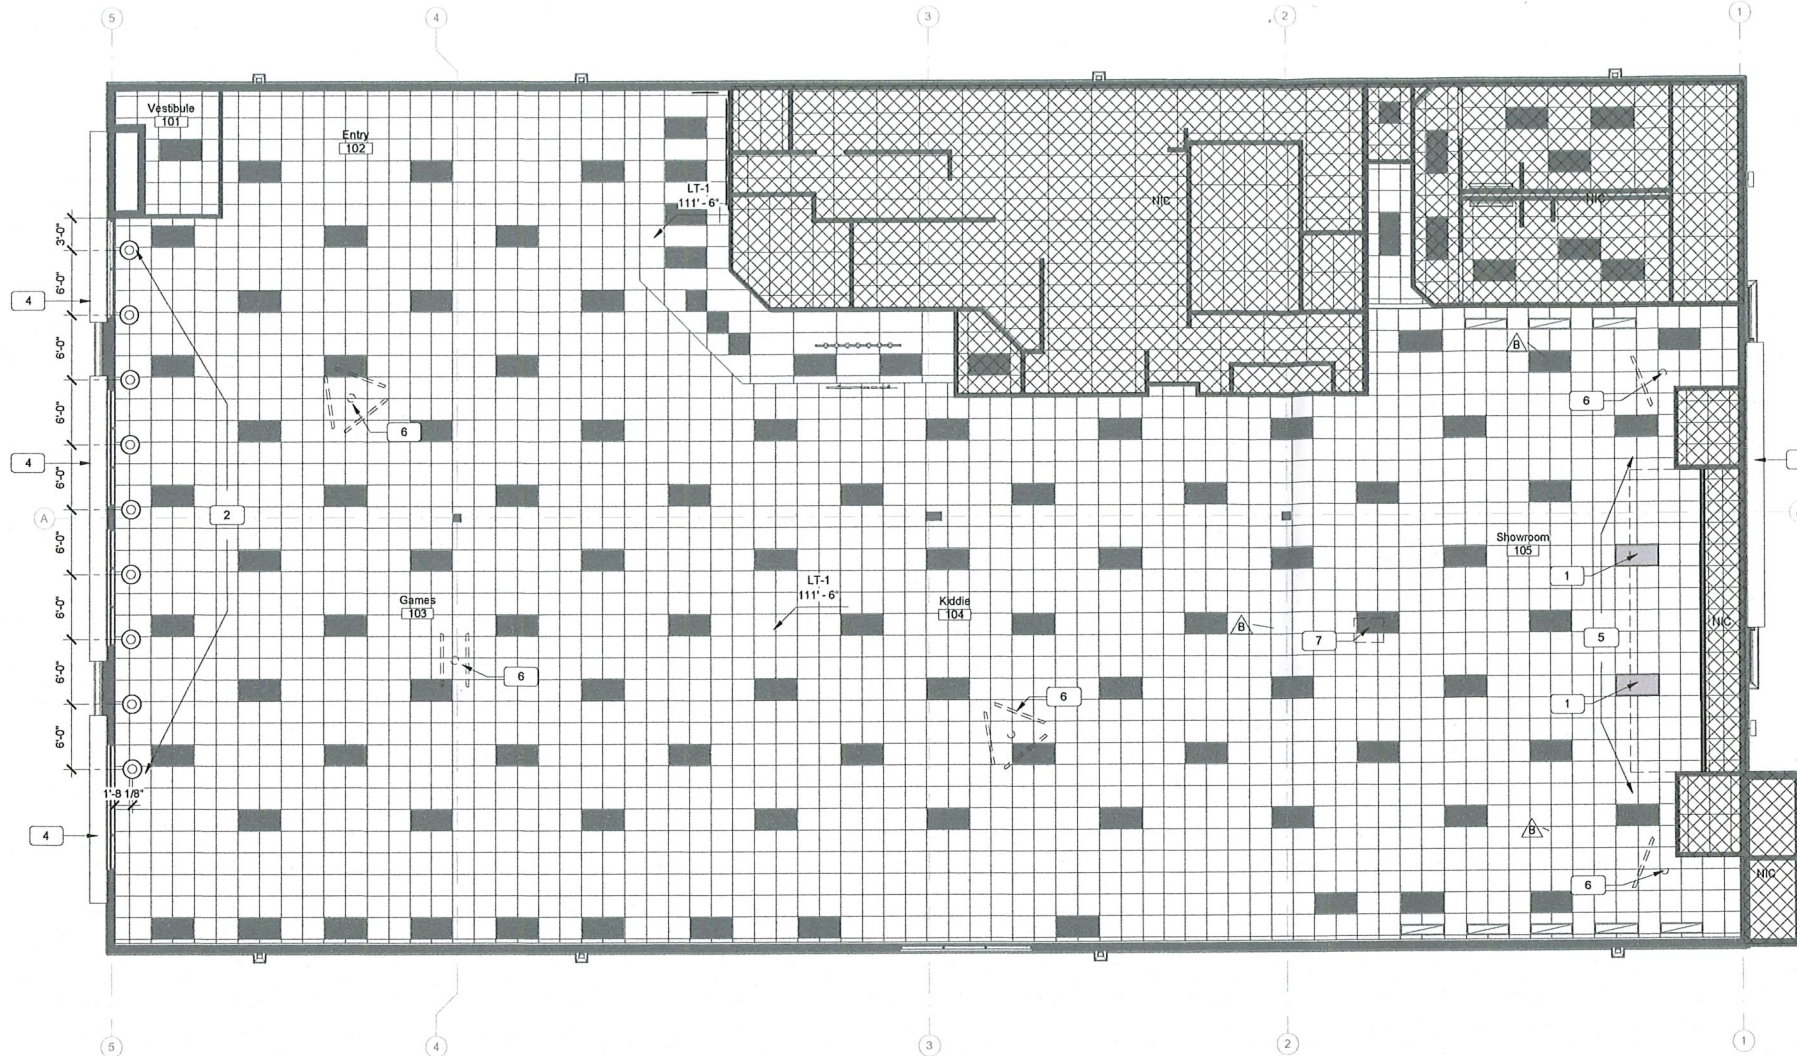 5
4
3
2
1
Vestibule
101
Entry
102
LT-1
111' - 6"
NIC
NIC
3'-0"
6'-0"
4
6'-0"
B
6'-0"
6
6
4
6'-0"
2
A
6'-0"
Showroom
105
1
LT-1
111' - 6"
Games
103
Kiddie
104
6'-0"
B
7
5
NIC
6'-0"
6
6
1
6'-0"
1'-8 1/8"
4
B
6
NIC
5
4
3
2
1